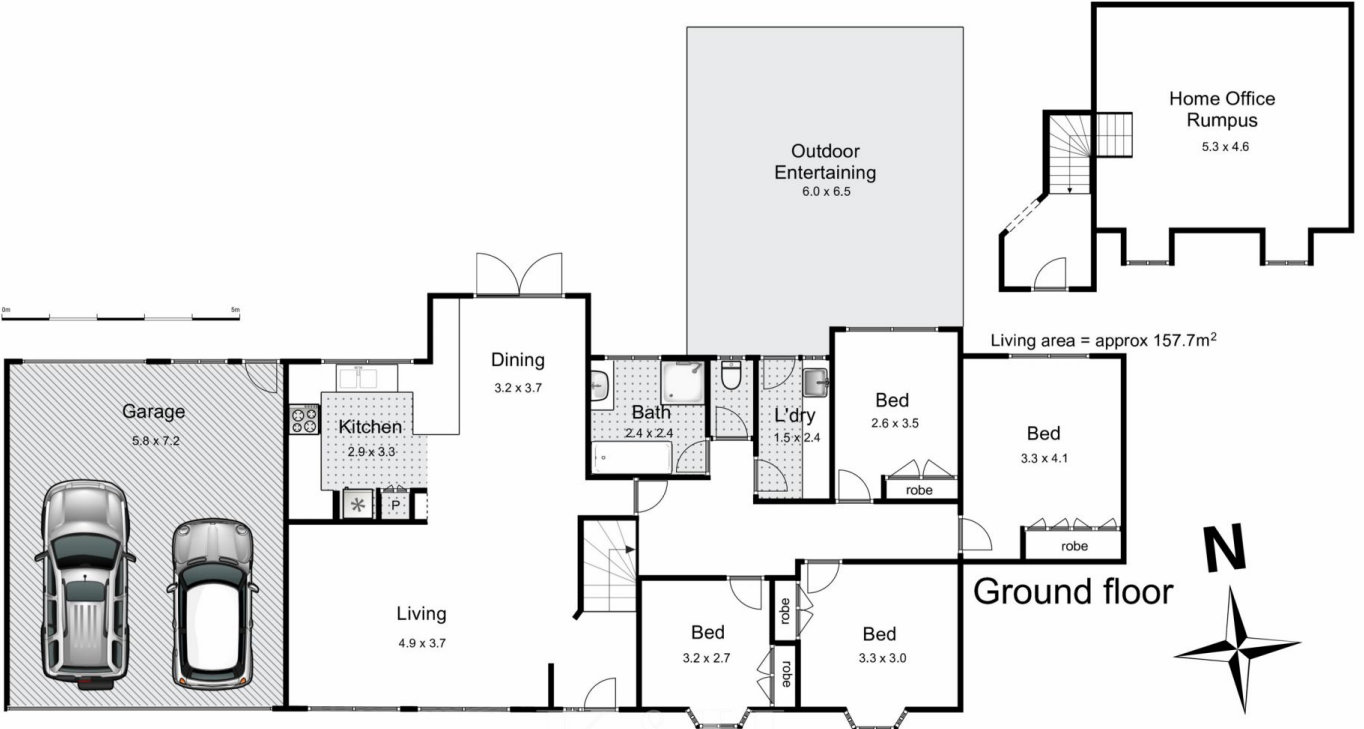 Home Office
Rumpus
5.3 x 4.6
Outdoor
Entertaining
6.0 x 6.5
0m
5m
Living area = approx 157.7m²
Garage
5.8 x 7.2
Kitchen
2.9 x 3.3
P
Dining
3.2 x 3.7
Bath
2.4 x 2.4
L'dry
1.5 x 2.4
Bed
2.6 x 3.5
robe
Bed
3.3 x 4.1
robe
Living
4.9 x 3.7
Bed
3.2 x 2.7
robe
robe
Bed
3.3 x 3.0
Ground floor
N